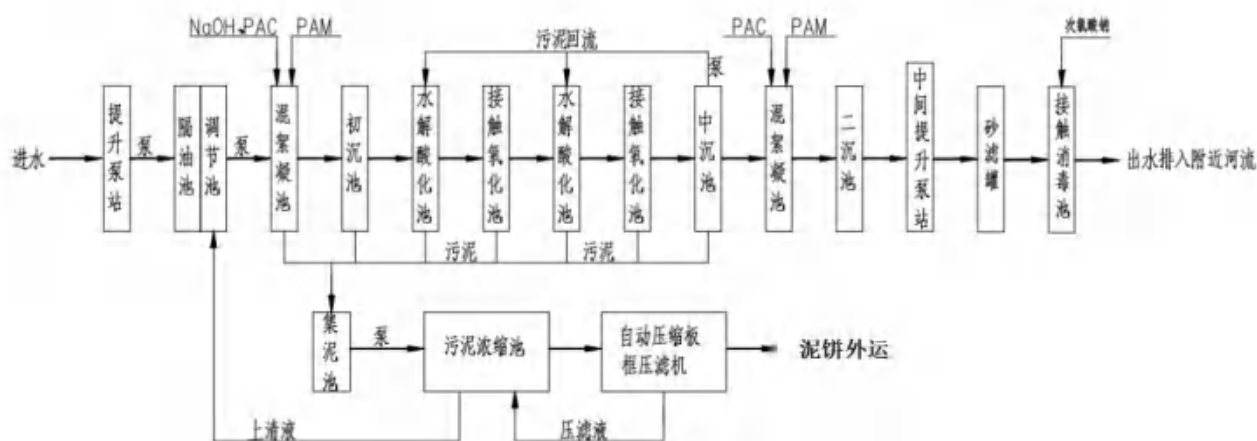 NaOH、PAC
PAM
污泥回流
泵
PAC
PAM
次氯酸钠
进水
提升泵站
泵
隔油池
调节池
泵
混絮凝池
初沉池
水解酸化池
接触氧化池
水解酸化池
接触氧化池
中沉池
混絮凝池
二沉池
中间提升泵站
砂滤罐
接触消毒池
出水排入附近河流
污泥
污泥
集泥池
泵
污泥浓缩池
自动压缩板
框压滤机
泥饼外运
上清液
压滤液